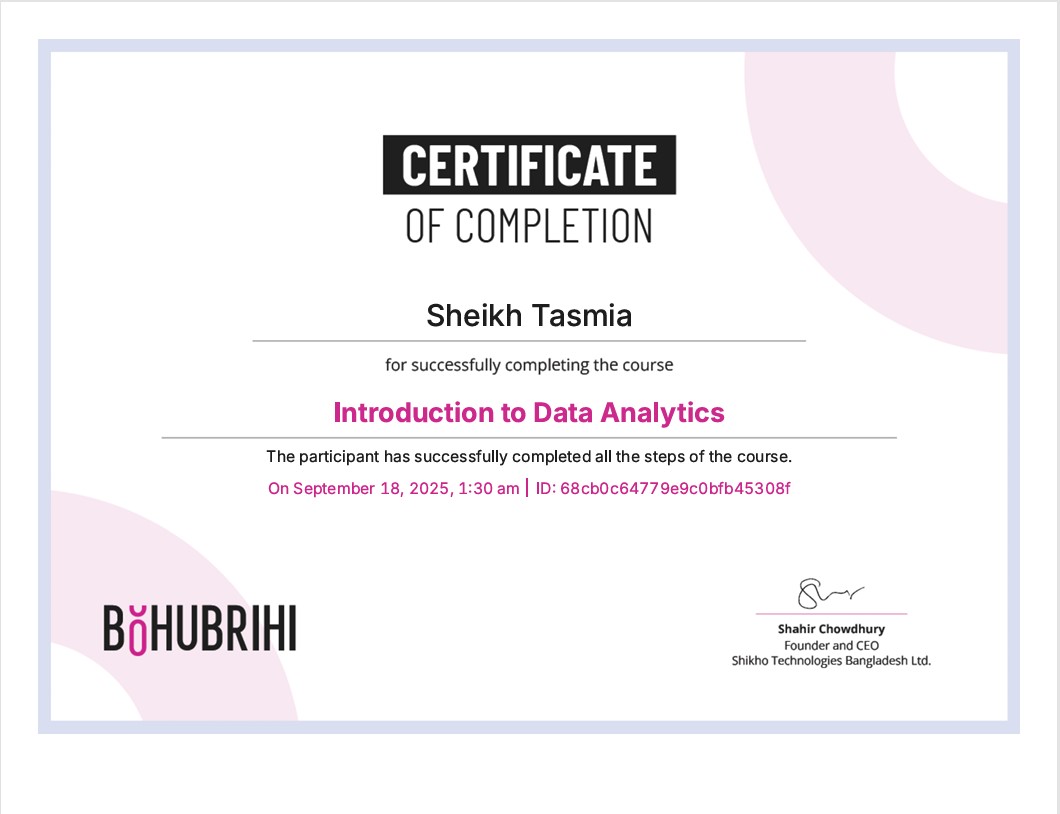 CERTIFICATE
OF COMPLETION
Sheikh Tasmia
for successfully completing the course
Introduction to Data Analytics
The participant has successfully completed all the steps of the course.
On September 18, 2025, 1:30 am | ID: 68cb0c64779e9c0bfb45308f
BOHUBRIHI
Shahir Chowdhury
Founder and CEO
Shikho Technologies Bangladesh Ltd.